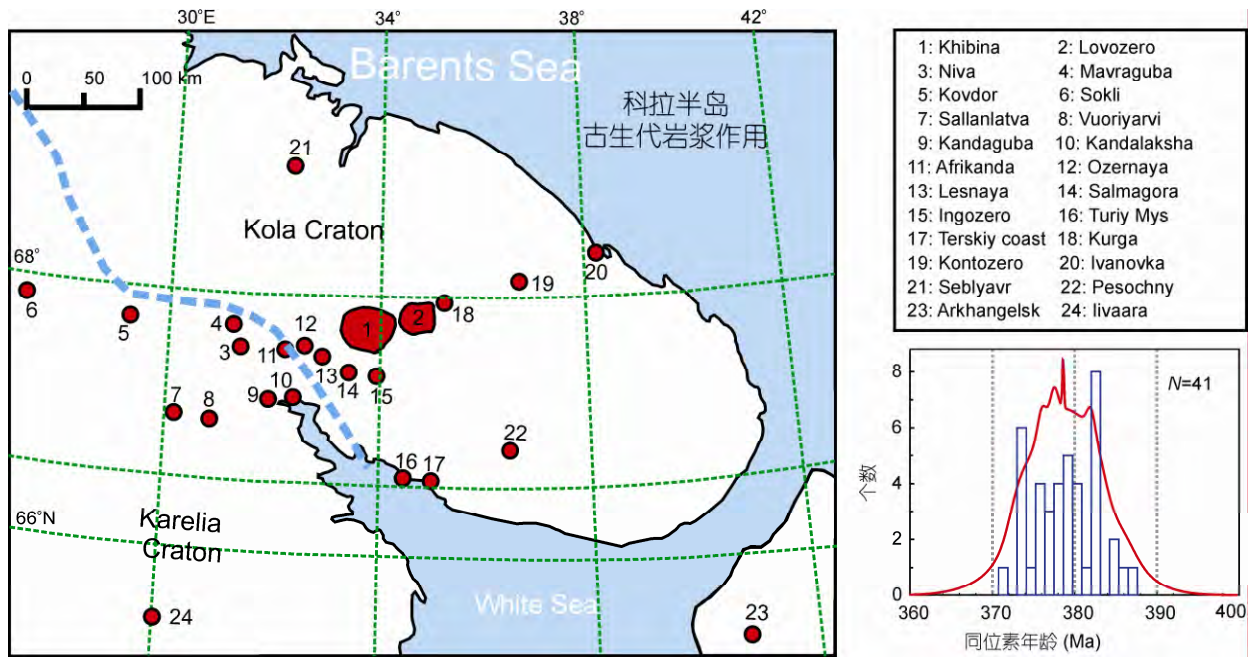 30°E 34° 38° 42°
0 50 100 km
Barents Sea
科拉半岛
古生代岩浆作用
21
Kola Craton
68°
20
19
6
5
18
2
1
4
12
3
11
13
14
15
10
9
7
8
22
16 17
66°N
Karelia
Craton
White Sea
24
23
1: Khibina 2: Lovozero
3: Niva 4: Mavraguba
5: Kovdor 6: Sokli
7: Sallanlatva 8: Vuoriyarvi
9: Kandaguba 10: Kandalaksha
11: Afrikanda 12: Ozernaya
13: Lesnaya 14: Salmagora
15: Ingozero 16: Turiy Mys
17: Terskiy coast 18: Kurga
19: Kontozero 20: Ivanovka
21: Seblyavr 22: Pesochny
23: Arkhangelsk 24: Iivaara
8
N=41
6
个数
4
2
0
360 370 380 390 400
同位素年龄 (Ma)